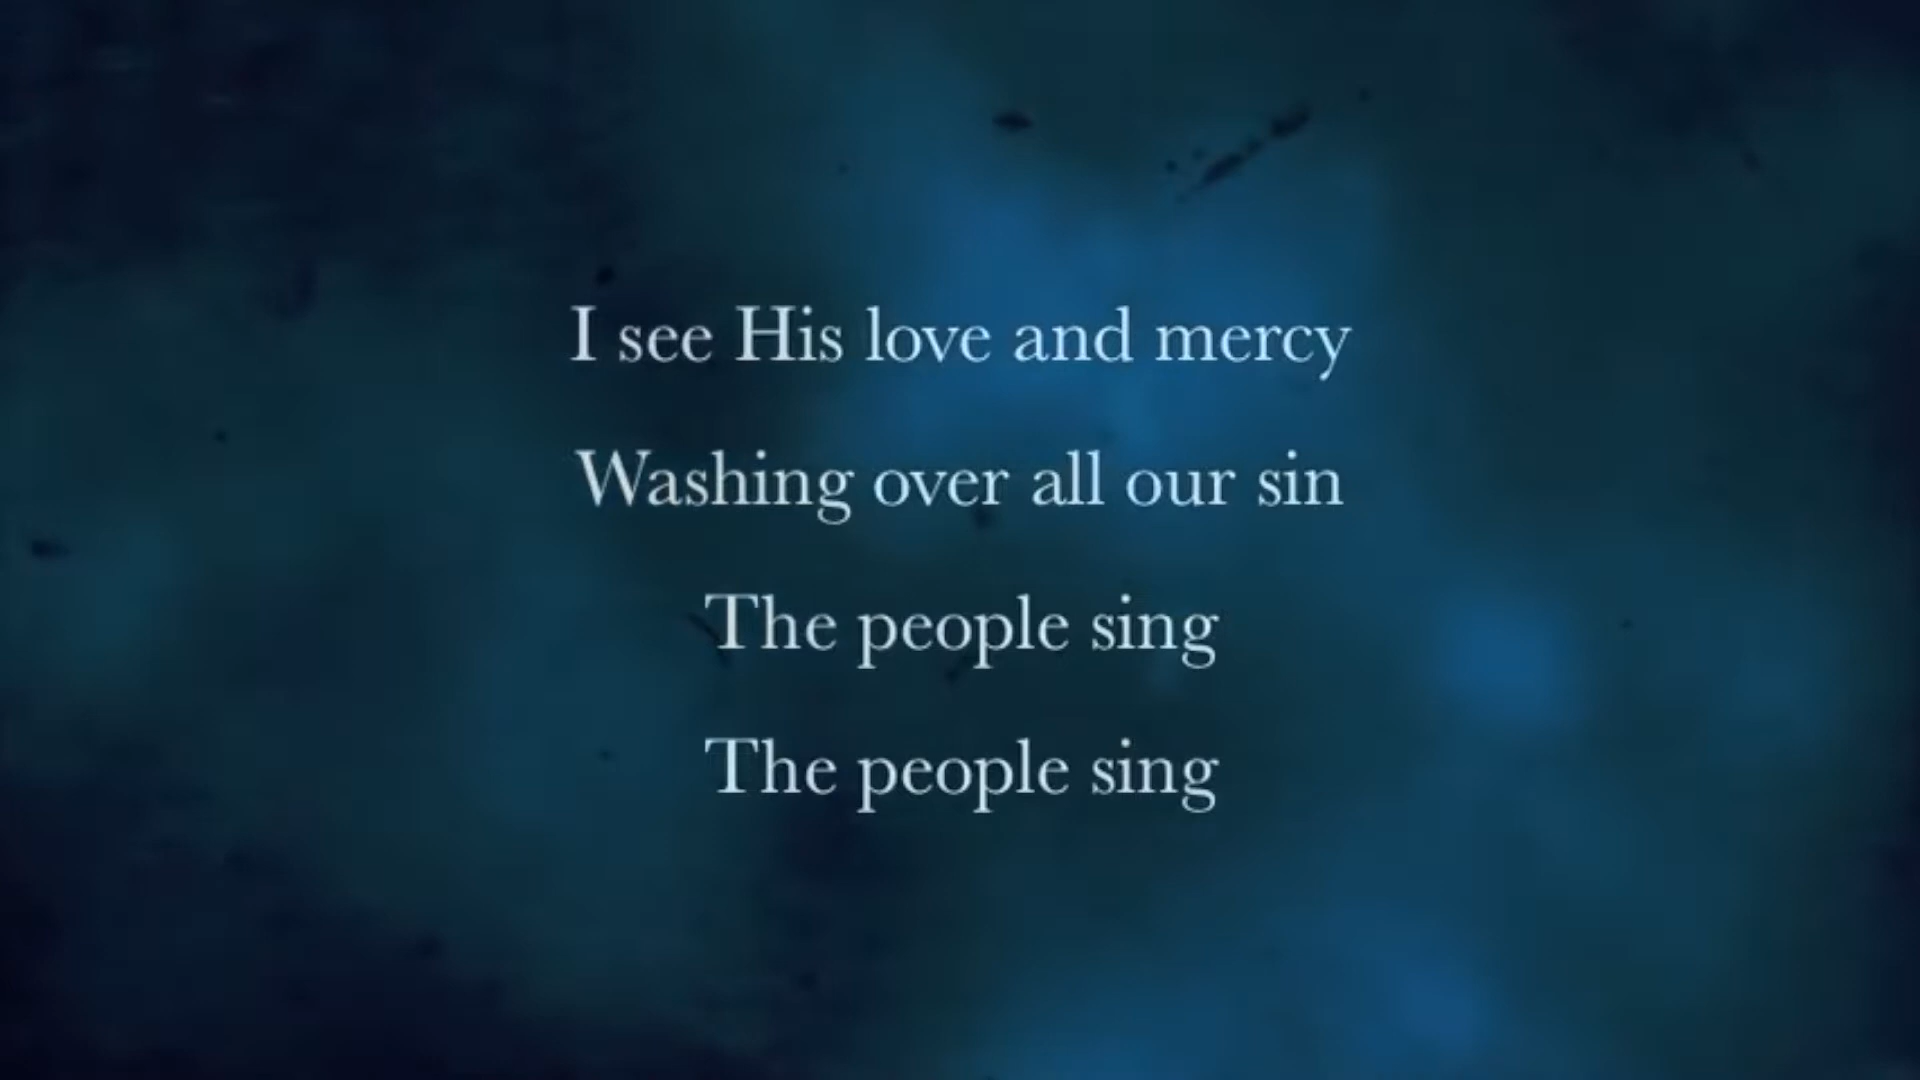 I see His love and mercy
Washing over all our sin
The people sing
The people sing